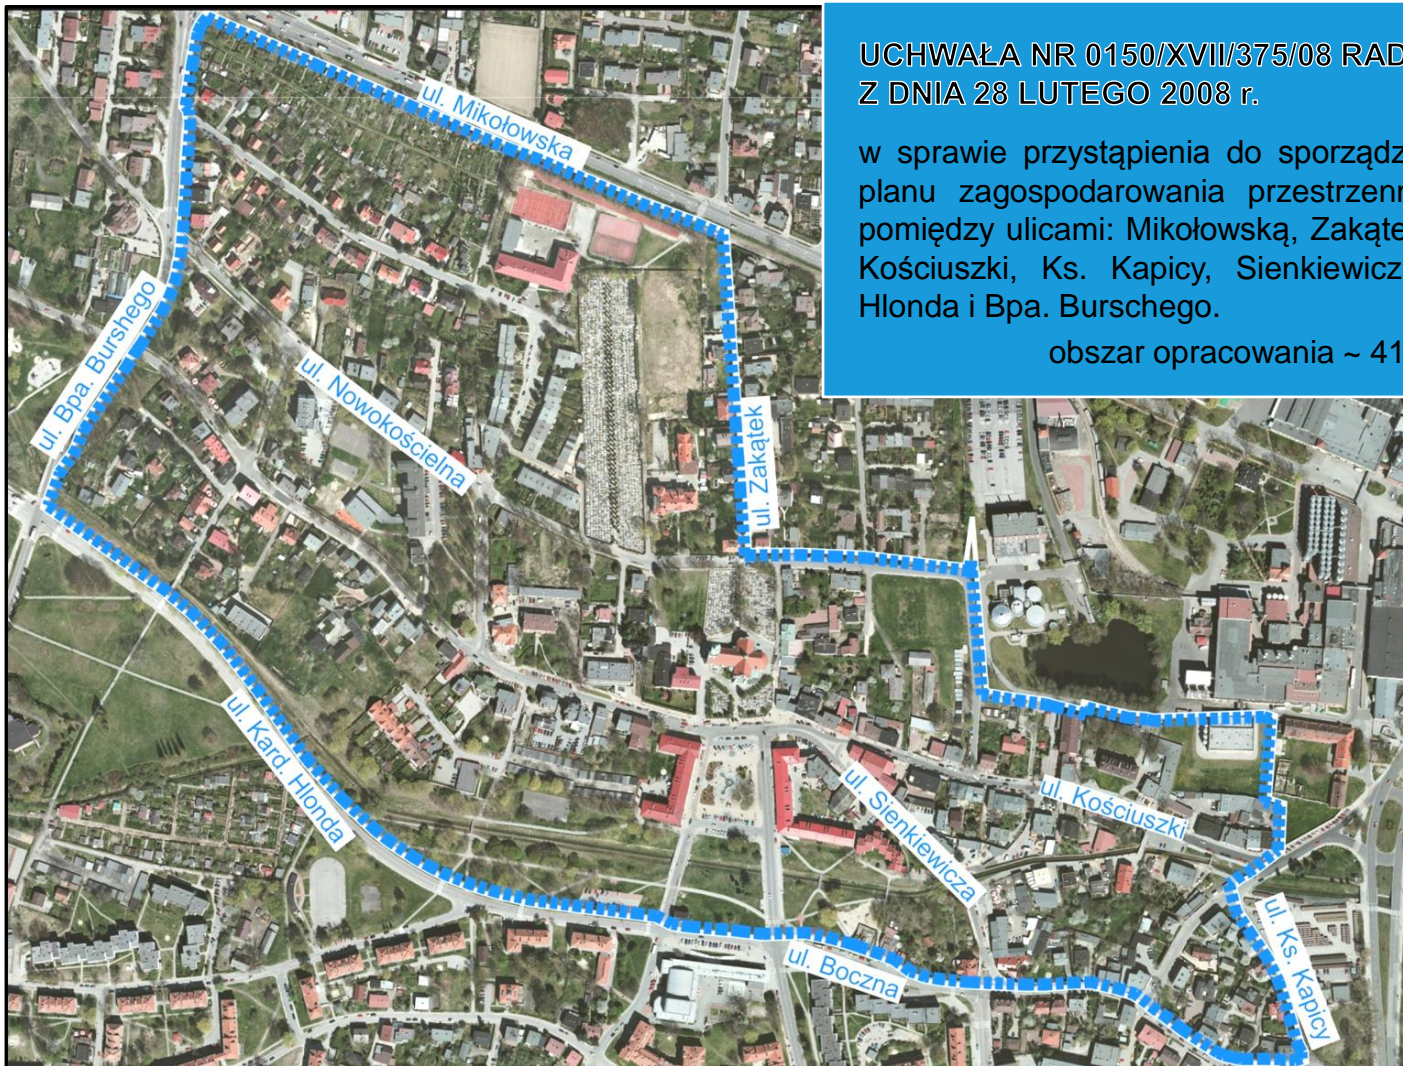 UCHWAŁA NR 0150/XVII/375/08 RAD
Z DNIA 28 LUTEGO 2008 r.
w sprawie przystąpienia do sporządz
planu zagospodarowania przestrzenn
pomiędzy ulicami: Mikołowską, Zakąte
Kościuszki, Ks. Kapicy, Sienkiewicz
Hlonda i Bpa. Burschego.
obszar opracowania ~ 41
ul. Mikołowska
ul. Bpa. Burshego
ul. Nowokościelna
ul. Zakątek
ul. Kard. Hlonda
ul. Sienkiewicza
ul. Kościuszki
ul. Boczna
ul. Ks. Kapicy